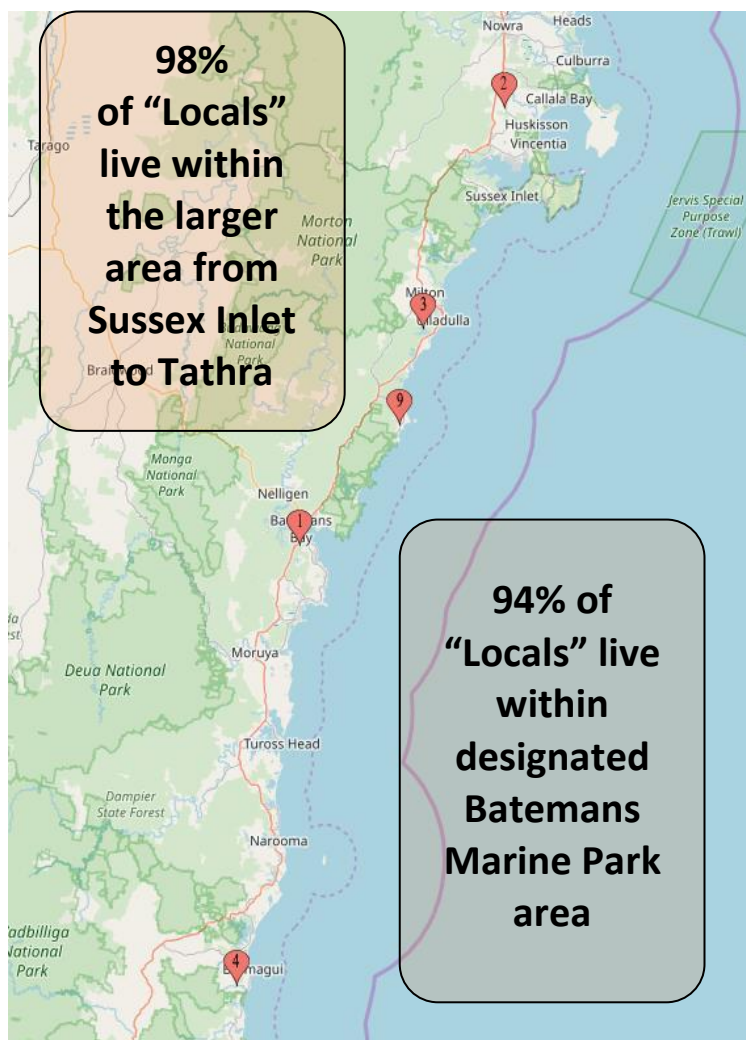 98%
of “Locals”
live within
the larger
area from
Sussex Inlet
to Tathra
Nowra
Heads
Culburra
2
Callala Bay
Huskisson
Vincentia
Tarago
Sussex Inlet
Jervis Special
Purpose
Zone (Trawl)
Morton
National
Park
Milton
3
Ulladulla
National
Park
Braidwood
9
Monga
National
Park
Nelligen
Batemans
1
Bay
94% of
“Locals” live
within
designated
Batemans
Marine Park
area
Moruya
Deua National
Park
Tuross Head
Dampier
State Forest
Narooma
Wadbilliga
National
Park
4
Bermagui